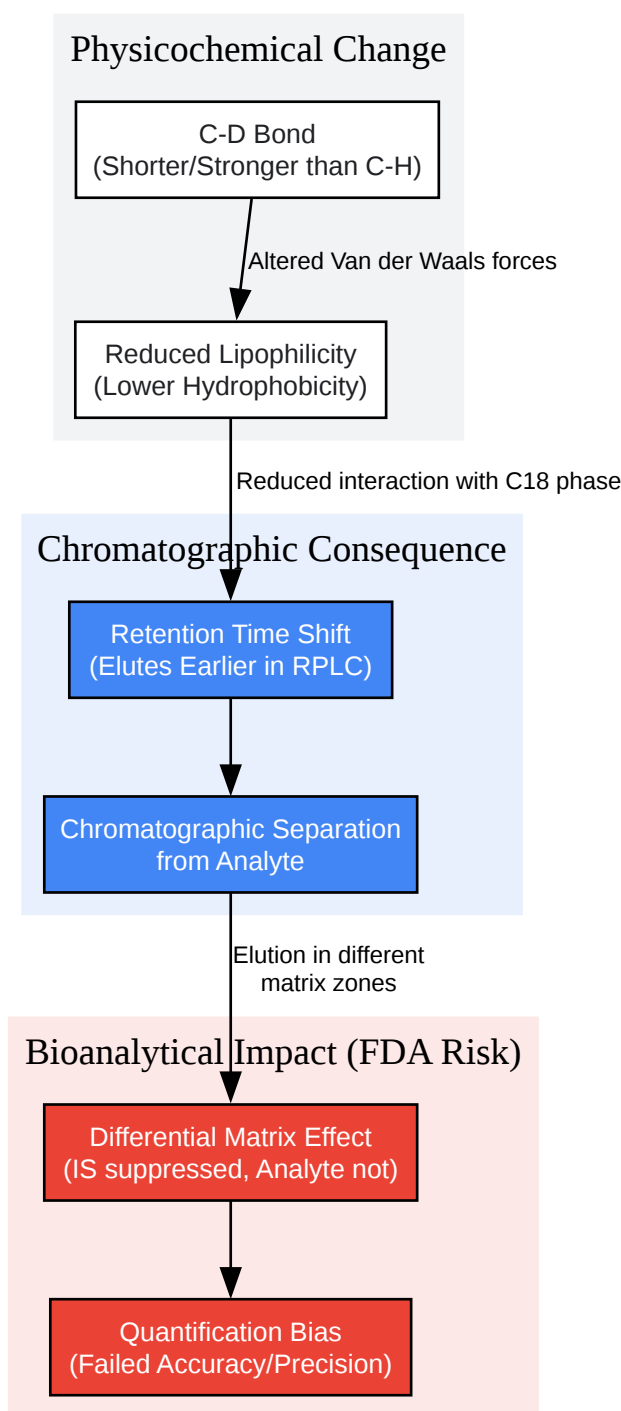 Physicochemical Change
C-D Bond
(Shorter/Stronger than C-H)
Altered Van der Waals forces
Reduced Lipophilicity
(Lower Hydrophobicity)
Reduced interaction with C18 phase
Chromatographic Consequence
Retention Time Shift
(Elutes Earlier in RPLC)
Chromatographic Separation
from Analyte
Elution in different
matrix zones
Bioanalytical Impact (FDA Risk)
Differential Matrix Effect
(IS suppressed, Analyte not)
Quantification Bias
(Failed Accuracy/Precision)